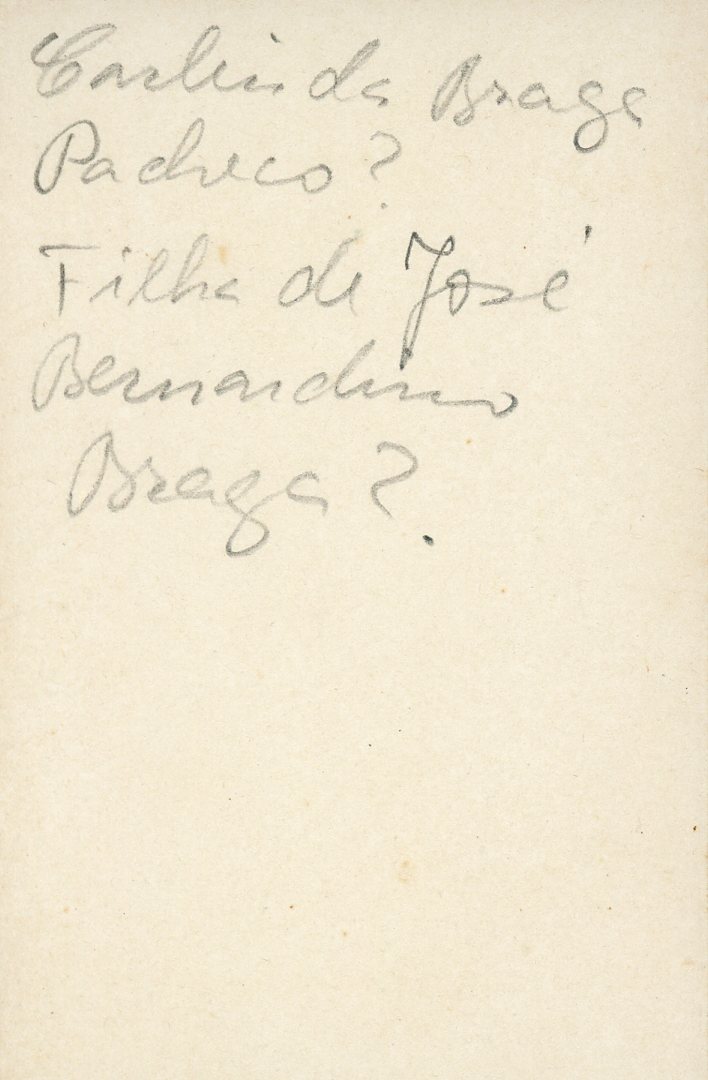 Carlinda Braga
Pacheco?
Filha de José
Bernardino
Braga?